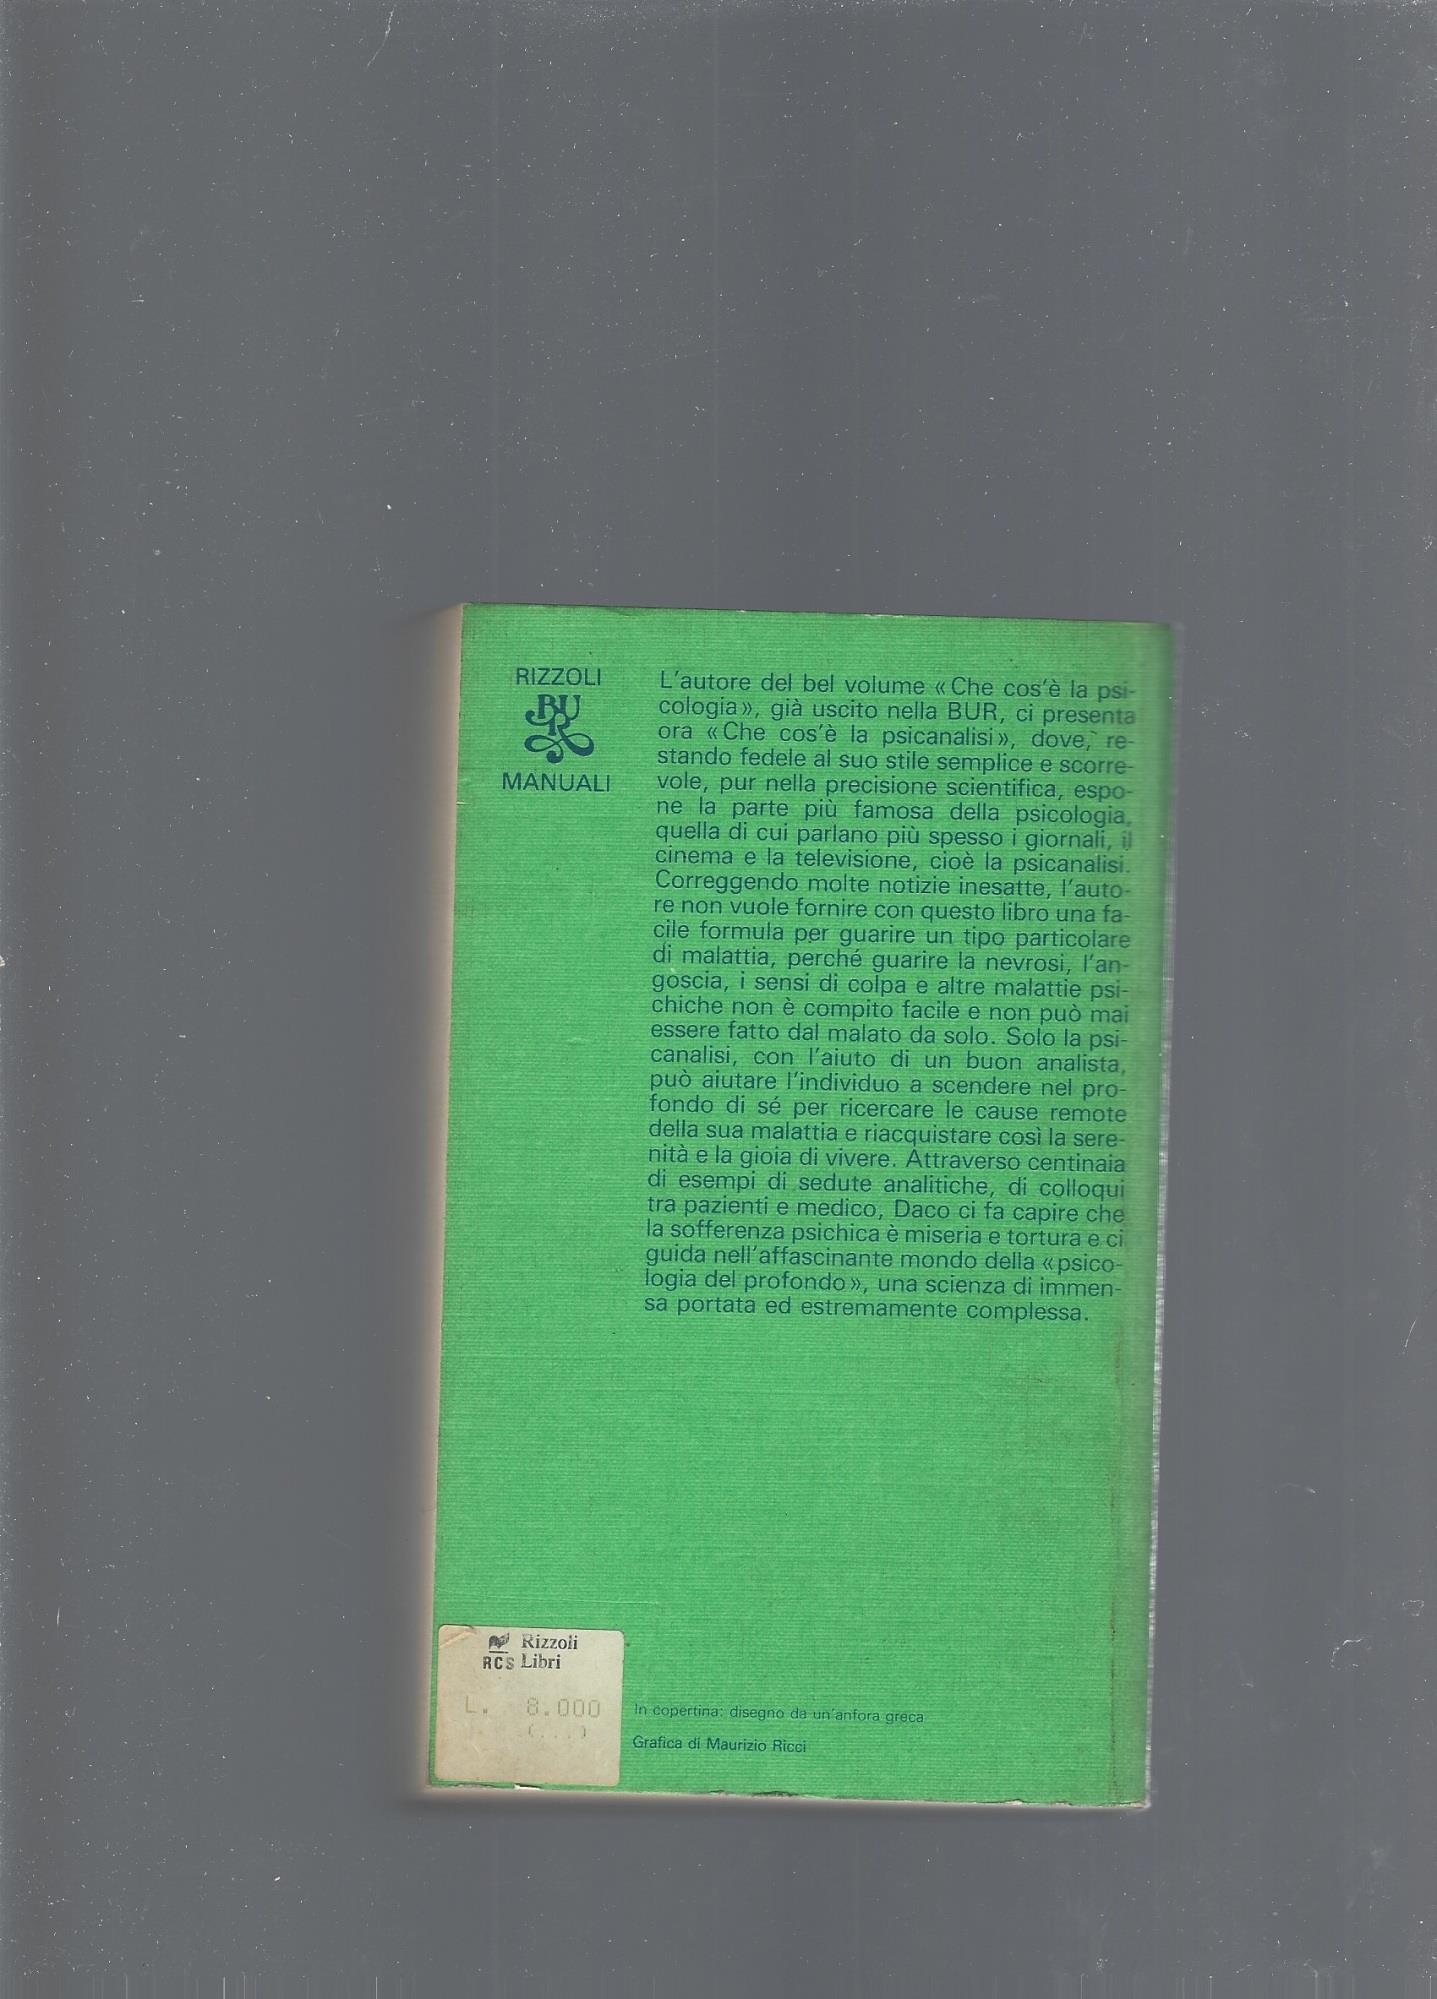 RIZZOLI
BUR
MANUALI
L'autore del bel volume «Che cos'è la psi-
cologia», già uscito nella BUR, ci presenta
ora «Che cos'è la psicanalisi», dove, re-
stando fedele al suo stile semplice e scorre-
vole, pur nella precisione scientifica, espo-
ne la parte più famosa della psicologia,
quella di cui parlano più spesso i giornali, il
cinema e la televisione, cioè la psicanalisi.
Correggendo molte notizie inesatte, l'auto-
re non vuole fornire con questo libro una fa-
cile formula per guarire un tipo particolare
di malattia, perché guarire la nevrosi, l'an-
goscia, i sensi di colpa e altre malattie psi-
chiche non è compito facile e non può mai
essere fatto dal malato da solo. Solo la psi-
canalisi, con l'aiuto di un buon analista,
può aiutare l'individuo a scendere nel pro-
fondo di sé per ricercare le cause remote
della sua malattia e riacquistare così la sere-
nità e la gioia di vivere. Attraverso centinaia
di esempi di sedute analitiche, di colloqui
tra pazienti e medico, Daco ci fa capire che
la sofferenza psichica è miseria e tortura e ci
guida nell'affascinante mondo della «psico-
logia del profondo», una scienza di immen-
sa portata ed estremamente complessa.
Rizzoli
RCS Libri
L. 8.000
(...)
In copertina: disegno da un'anfora greca
Grafica di Maurizio Ricci